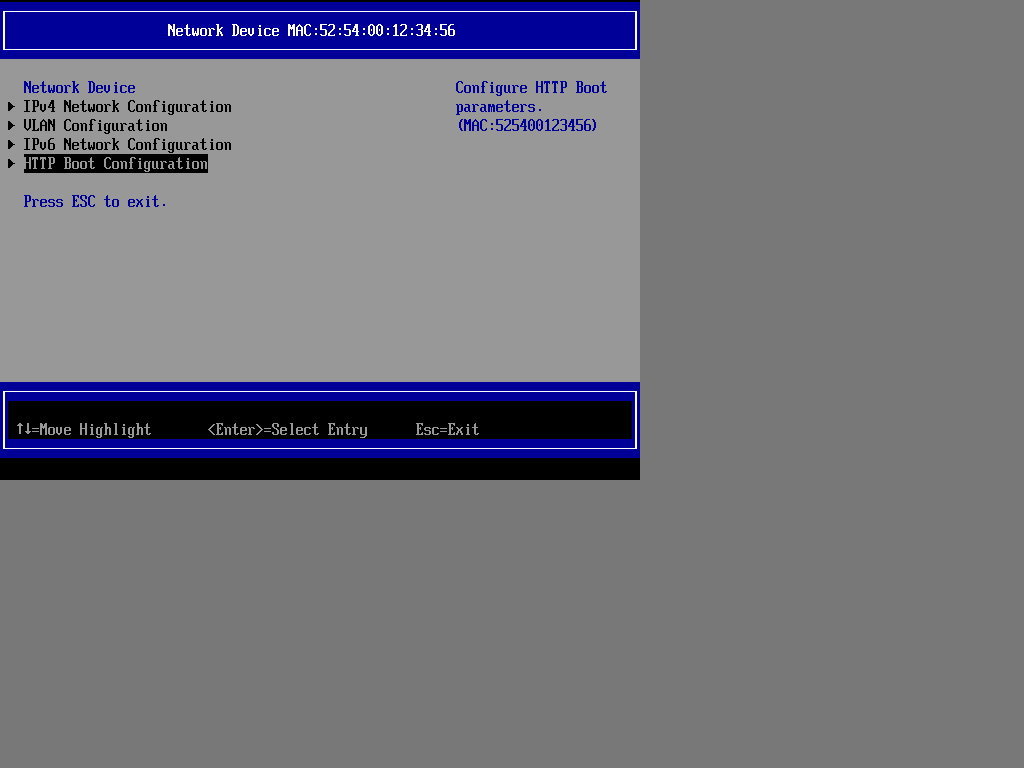 Network Device MAC:52:54:00:12:34:56
Network Device
IPv4 Network Configuration
VLAN Configuration
IPv6 Network Configuration
HTTP Boot Configuration
Press ESC to exit.
Configure HTTP Boot
parameters.
(MAC:525400123456)
↑↓=Move Highlight <Enter>=Select Entry Esc=Exit